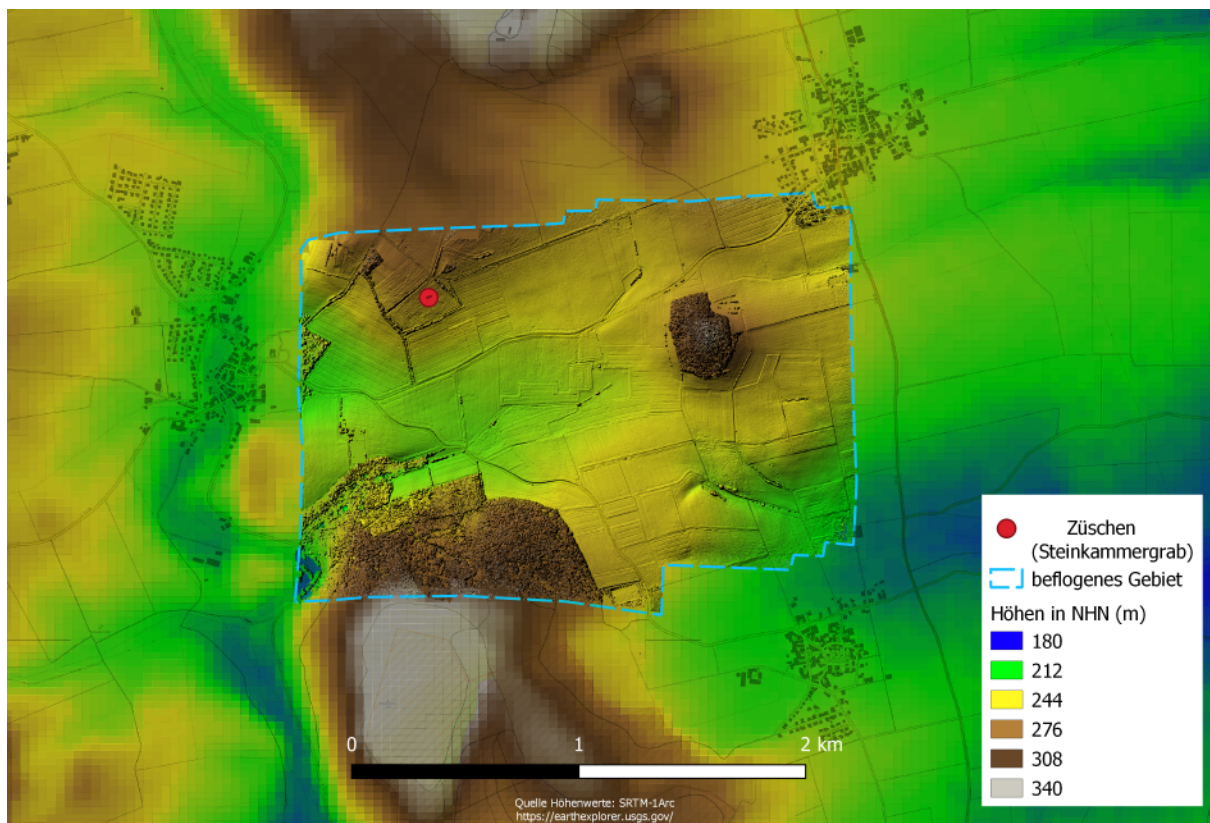 Züschen
(Steinkammergrab)
beflogenes Gebiet
Höhen in NHN (m)
180
212
244
276
308
340
0 1 2 km
Quelle Höhenwerte: SRTM-1Arc
https://earthexplorer.usgs.gov/